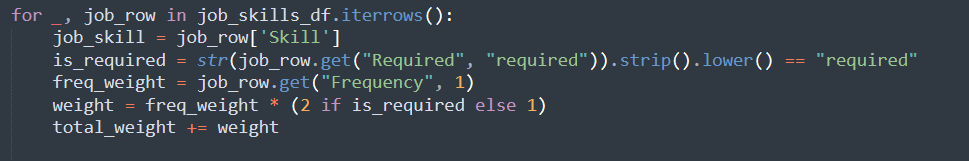 for _, job_row in job_skills_df.iterrows():
    job_skill = job_row['Skill']
    is_required = str(job_row.get("Required", "required")).strip().lower() == "required"
    freq_weight = job_row.get("Frequency", 1)
    weight = freq_weight * (2 if is_required else 1)
    total_weight += weight